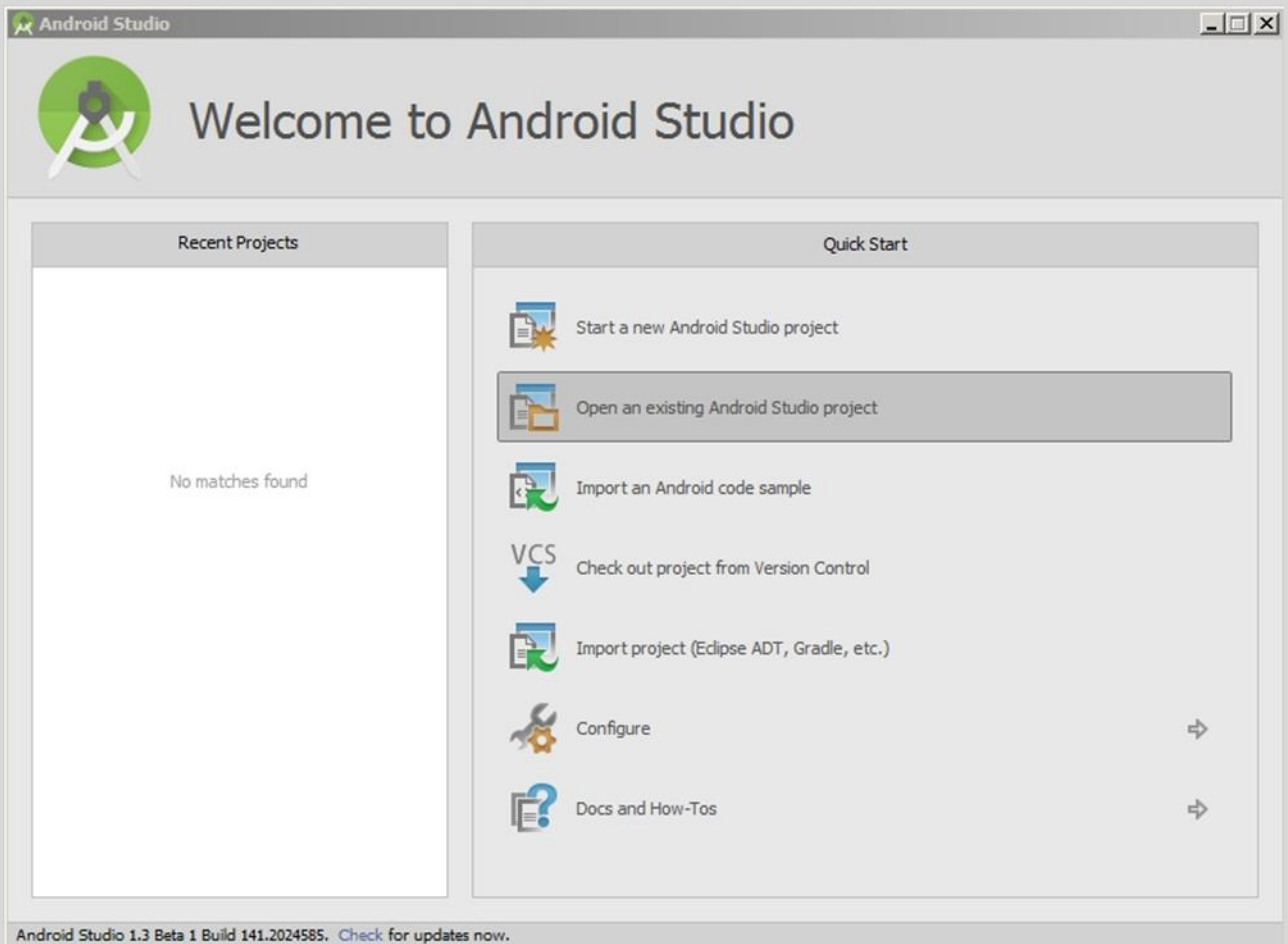 Android Studio
Welcome to Android Studio
Recent Projects
No matches found
Quick Start
Start a new Android Studio project
Open an existing Android Studio project
Import an Android code sample
VCS
Check out project from Version Control
Import project (Eclipse ADT, Gradle, etc.)
Configure
Docs and How-Tos
Android Studio 1.3 Beta 1 Build 141.2024585. Check for updates now.